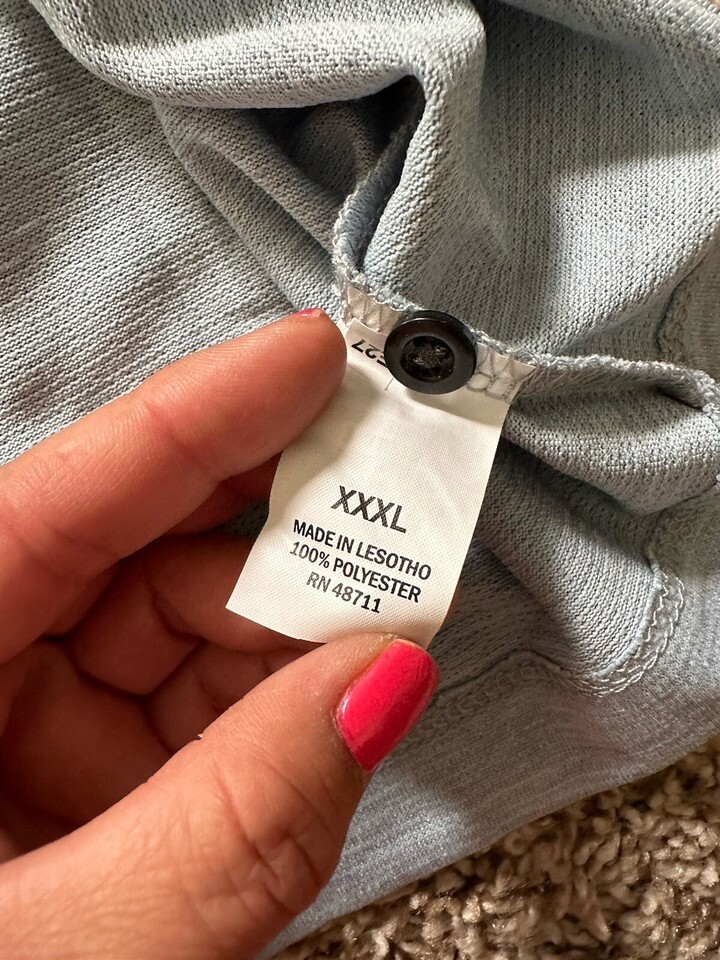 XXXL
MADE IN LESOTHO
100% POLYESTER
RN 48711